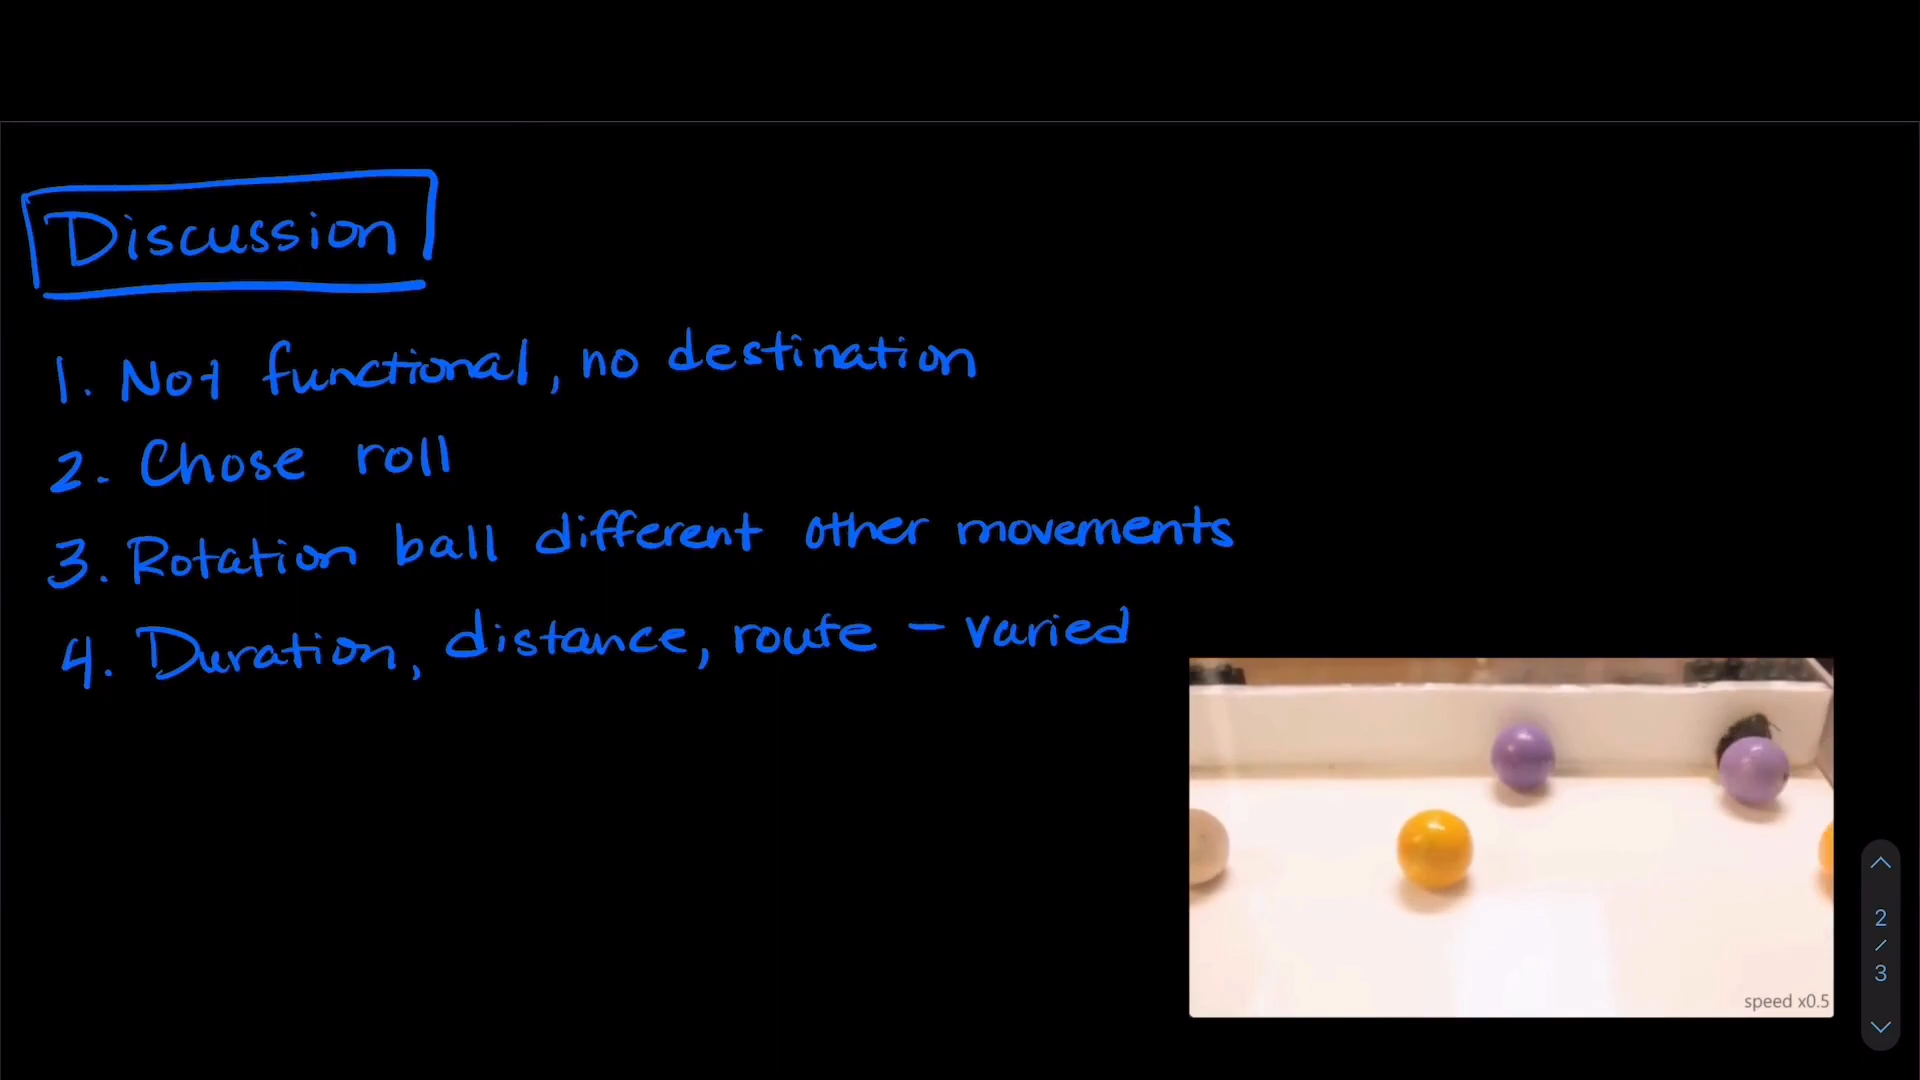 Discussion
1. Not functional, no destination
2. Chose roll
3. Rotation ball different other movements
4. Duration, distance, route - varied
speed x0.5
2
/
3